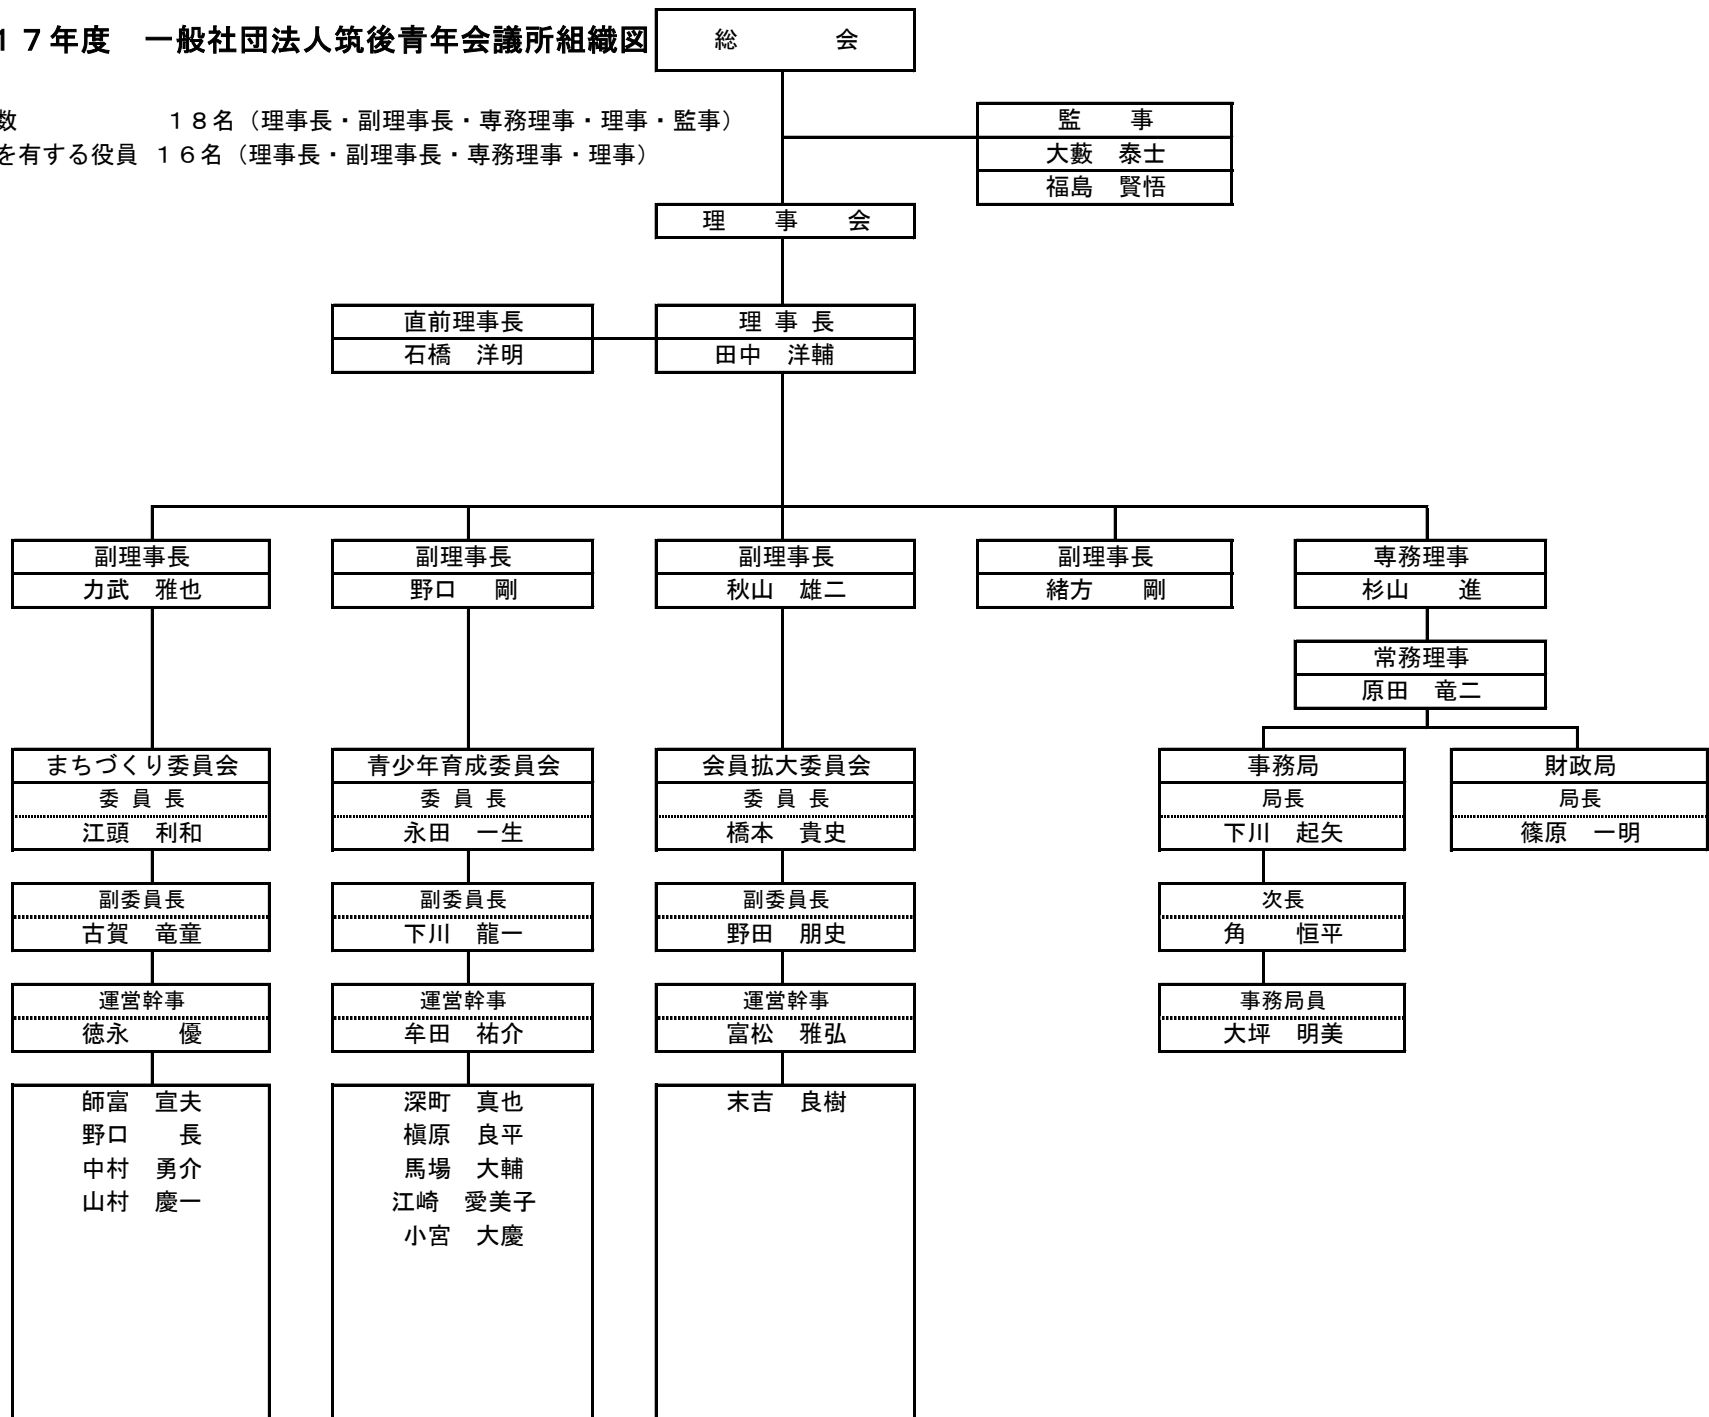 １７年度　一般社団法人筑後青年会議所組織図
総　会
数　１８名（理事長・副理事長・専務理事・理事・監事）
を有する役員　１６名（理事長・副理事長・専務理事・理事）
監　事
大藪　泰士
福島　賢悟
理　事　会
直前理事長
石橋　洋明
理 事 長
田中　洋輔
副理事長
力武　雅也
副理事長
野口　剛
副理事長
秋山　雄二
副理事長
緒方　剛
専務理事
杉山　進
常務理事
原田　竜二
まちづくり委員会
委 員 長
江頭　利和
副委員長
古賀　竜童
運営幹事
徳永　優
師富　宣夫
野口　長
中村　勇介
山村　慶一
青少年育成委員会
委 員 長
永田　一生
副委員長
下川　龍一
運営幹事
牟田　祐介
深町　真也
槇原　良平
馬場　大輔
江崎　愛美子
小宮　大慶
会員拡大委員会
委 員 長
橋本　貴史
副委員長
野田　朋史
運営幹事
富松　雅弘
末吉　良樹
事務局
局長
下川　起矢
次長
角　恒平
事務局員
大坪　明美
財政局
局長
篠原　一明